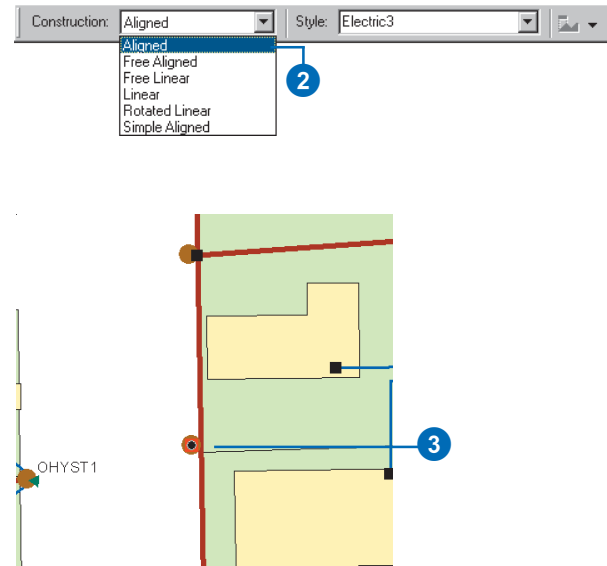 Construction: Aligned Style: Electric3
Aligned
Free Aligned
Free Linear
Linear
Rotated Linear
Simple Aligned
2
3
OHYST1